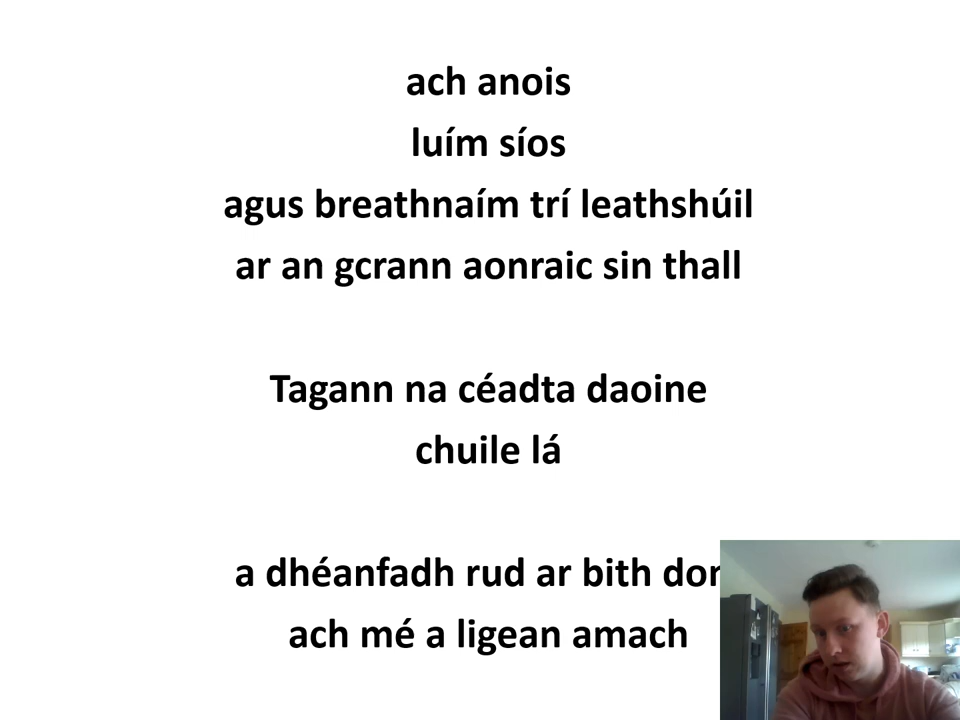 ach anois
luím síos
agus breathnaím trí leathshúil
ar an gcrann aonraic sin thall
Tagann na céadta daoine
chuile lá
a dhéanfadh rud ar bith
ach mé a ligean amach